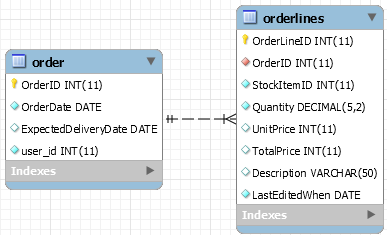 order
OrderID INT(11)
OrderDate DATE
ExpectedDeliveryDate DATE
user_id INT(11)
Indexes
orderlines
OrderLineID INT(11)
OrderID INT(11)
StockItemID INT(11)
Quantity DECIMAL(5,2)
UnitPrice INT(11)
TotalPrice INT(11)
Description VARCHAR(50)
LastEditedWhen DATE
Indexes